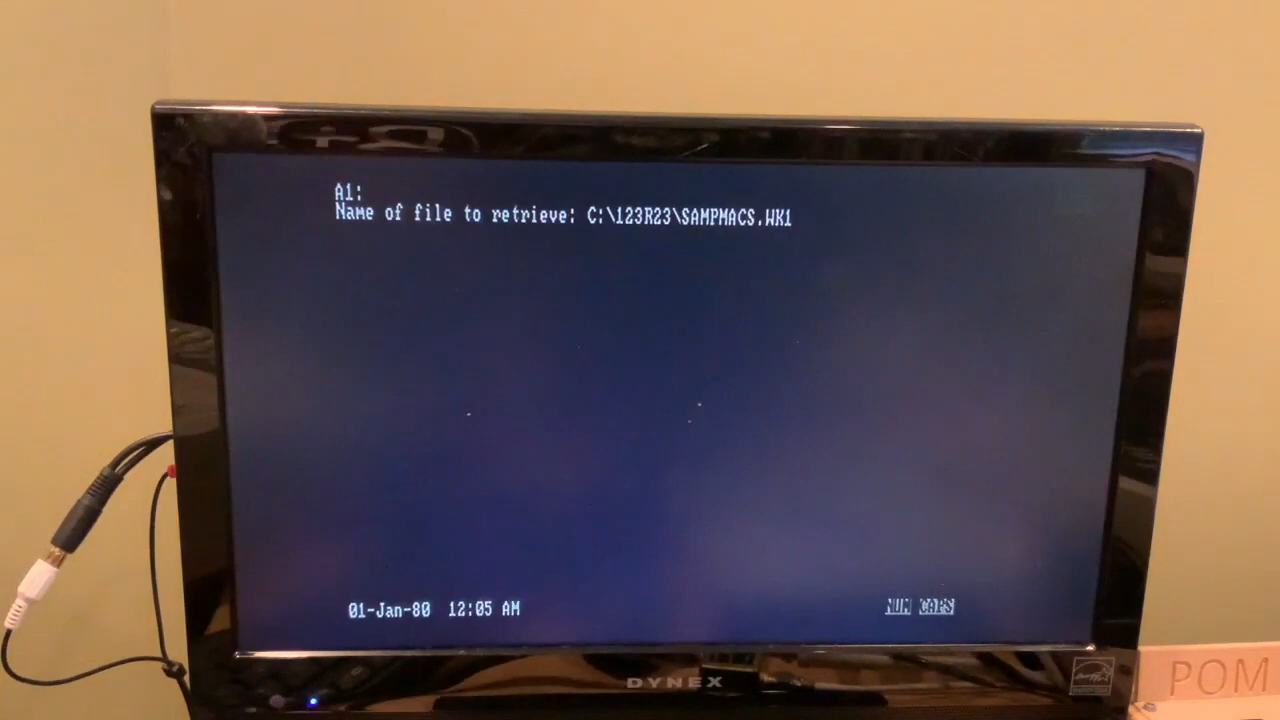 A1:
Name of file to retrieve: C:\123R23\SAMPMACS.WK1
01-Jan-80 12:05 AM
NUM CAPS
DYNEX
POM